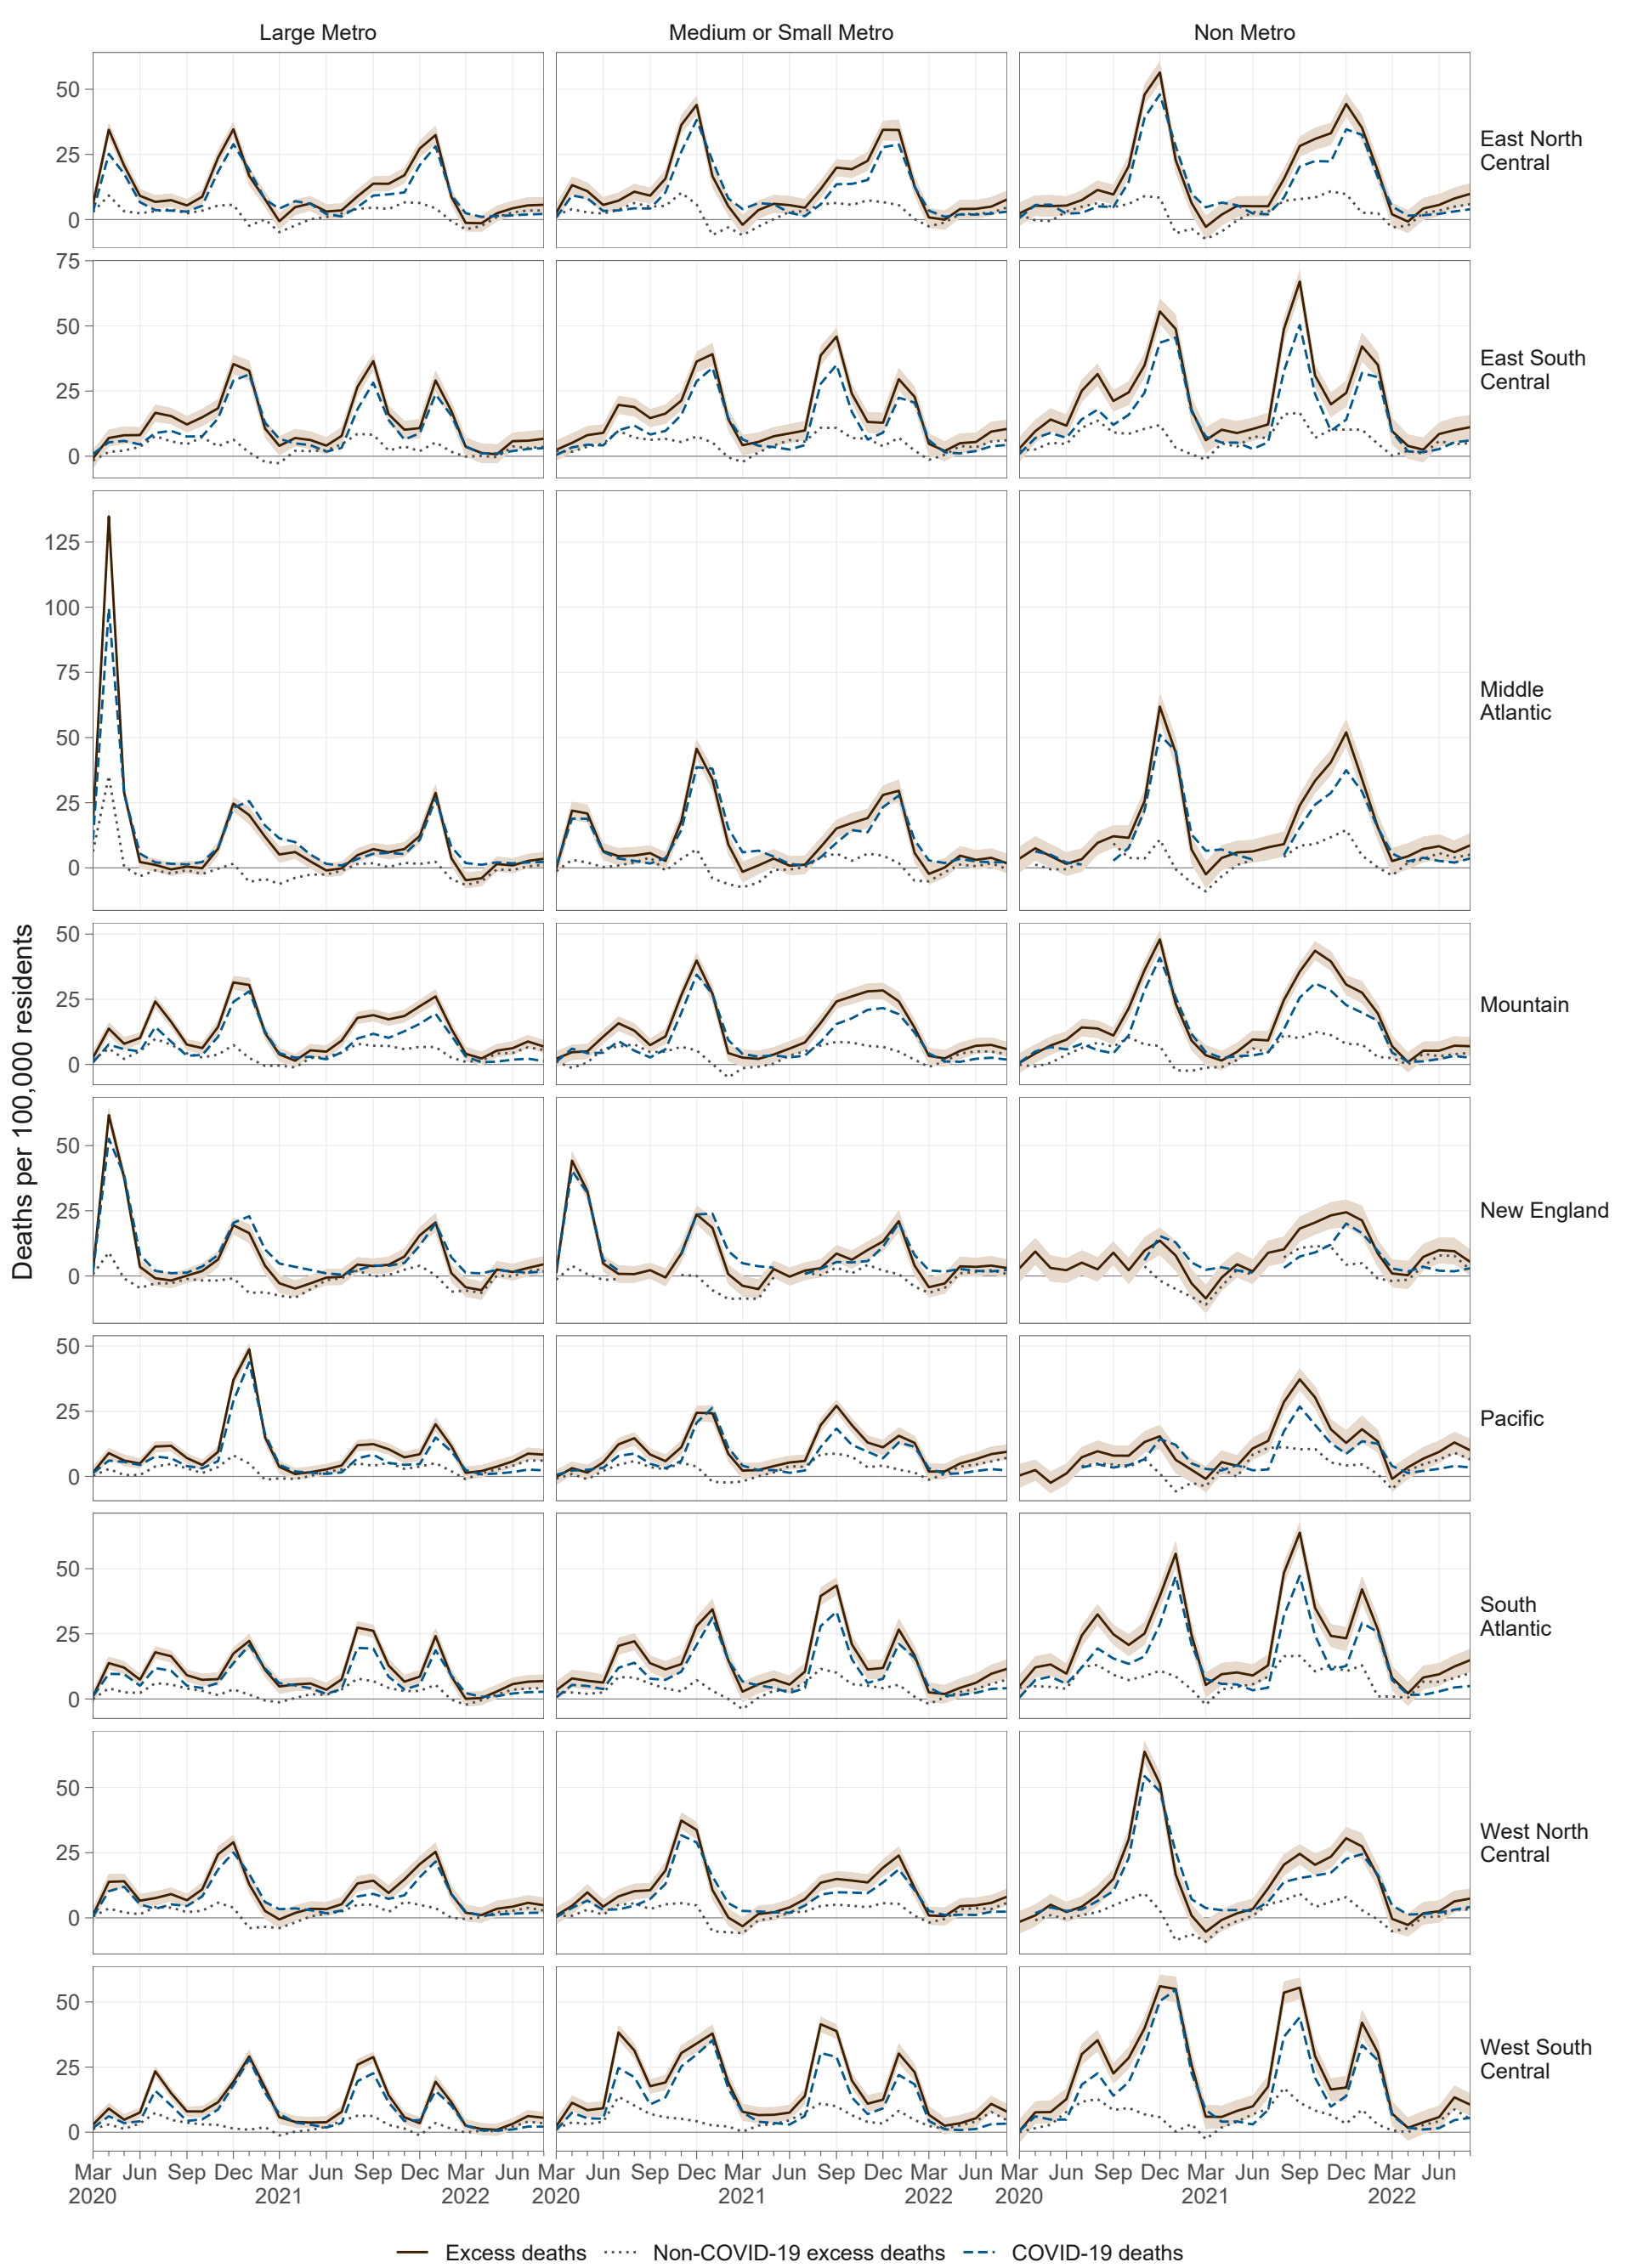 Large Metro Medium or Small Metro Non Metro
50
25
0
East North
Central
75
50
25
0
East South
Central
125
100
75
50
25
0
Middle
Atlantic
50
25
0
Mountain
50
25
0
New England
50
25
0
Pacific
50
25
0
South
Atlantic
50
25
0
West North
Central
50
25
0
West South
Central
Deaths per 100,000 residents
Mar Jun Sep Dec Mar Jun Sep Dec Mar Jun Mar Jun Sep Dec Mar Jun Sep Dec Mar Jun Mar Jun Sep Dec Mar Jun Sep Dec Mar Jun
2020 2021 2022 2020 2021 2022 2020 2021 2022
Excess deaths Non-COVID-19 excess deaths COVID-19 deaths